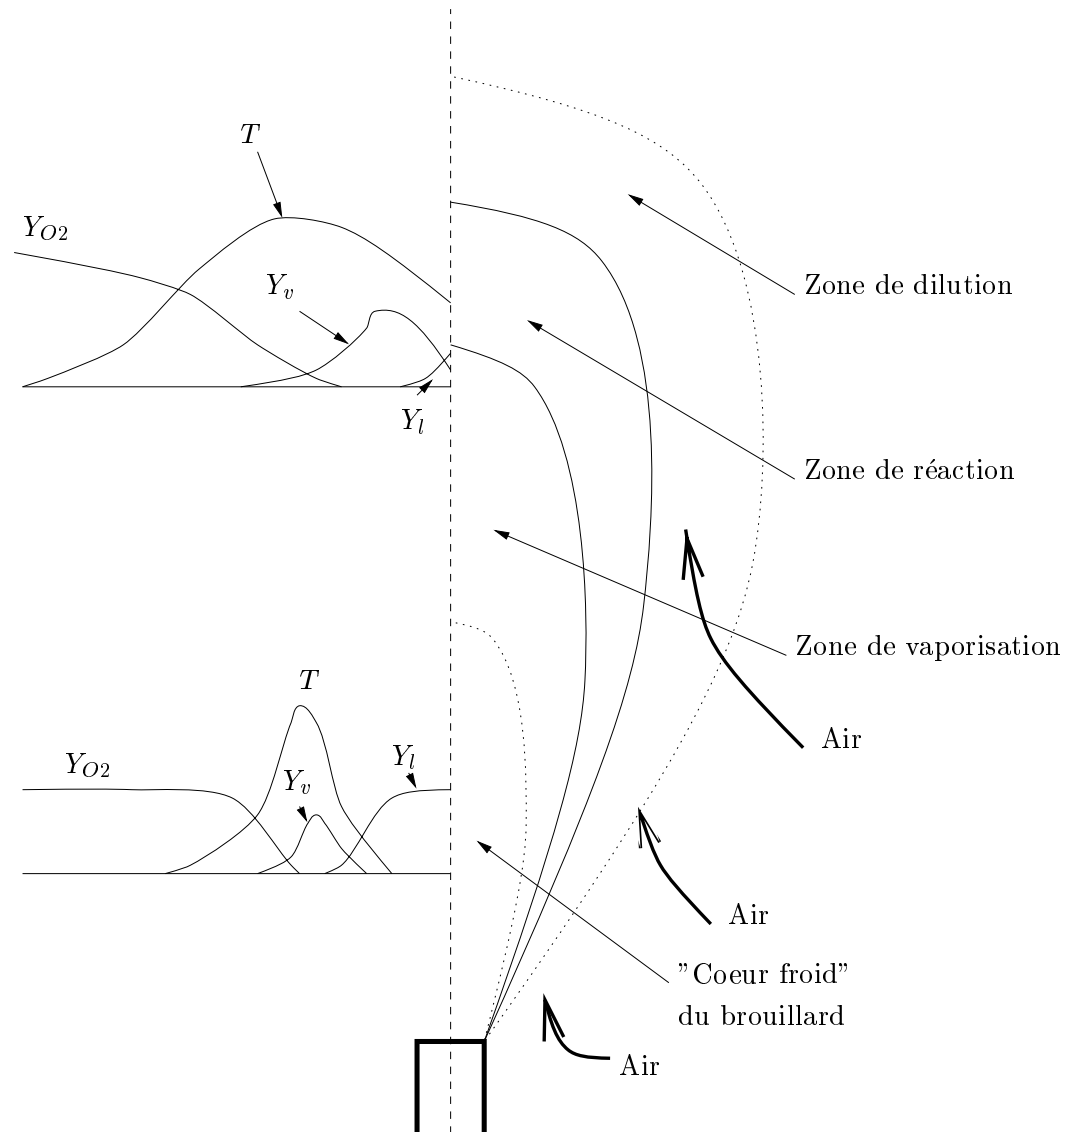 T
Y_{O2}
Y_v
Y_l
Zone de dilution
Zone de réaction
Zone de vaporisation
T
Y_{O2}
Y_v
Y_l
Air
Air
"Coeur froid"
du brouillard
Air